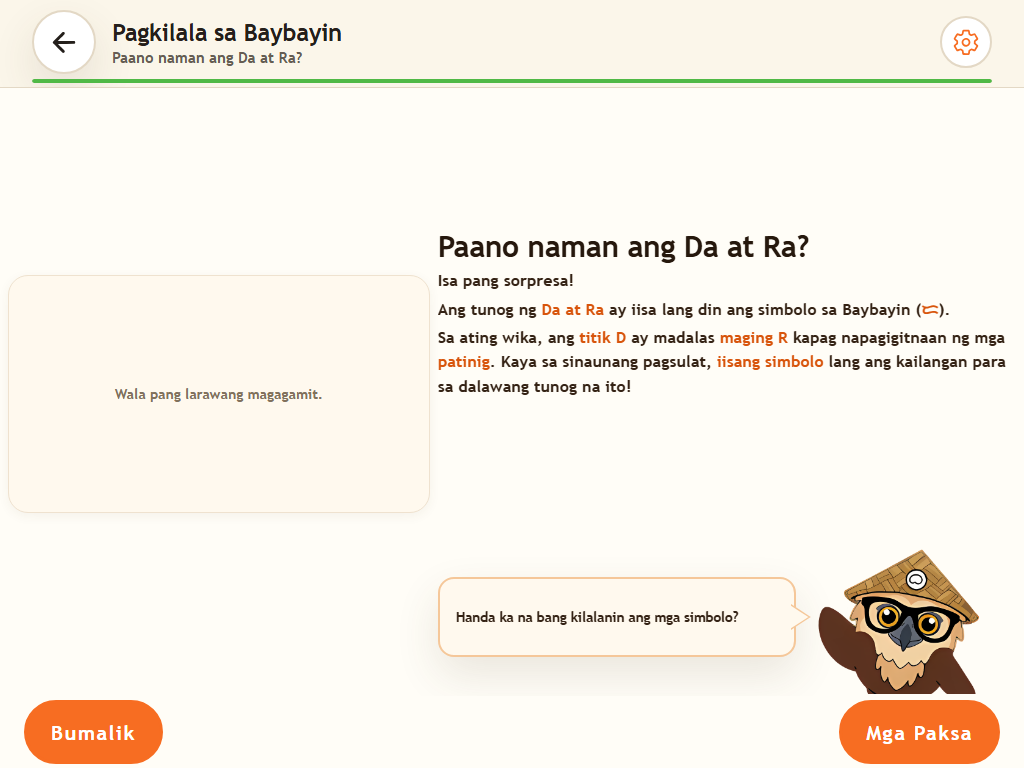 Pagkilala sa Baybayin
Paano naman ang Da at Ra?
Paano naman ang Da at Ra?
Isa pang sorpresa!
Ang tunog ng Da at Ra ay iisa lang din ang simbolo sa Baybayin (ᜇ).
Sa ating wika, ang titik D ay madalas maging R kapag napagigitnaan ng mga
patinig. Kaya sa sinaunang pagsulat, iisang simbolo lang ang kailangan para
sa dalawang tunog na ito!
Wala pang larawang magagamit.
Handa ka na bang kilalanin ang mga simbolo?
Bumalik
Mga Paksa